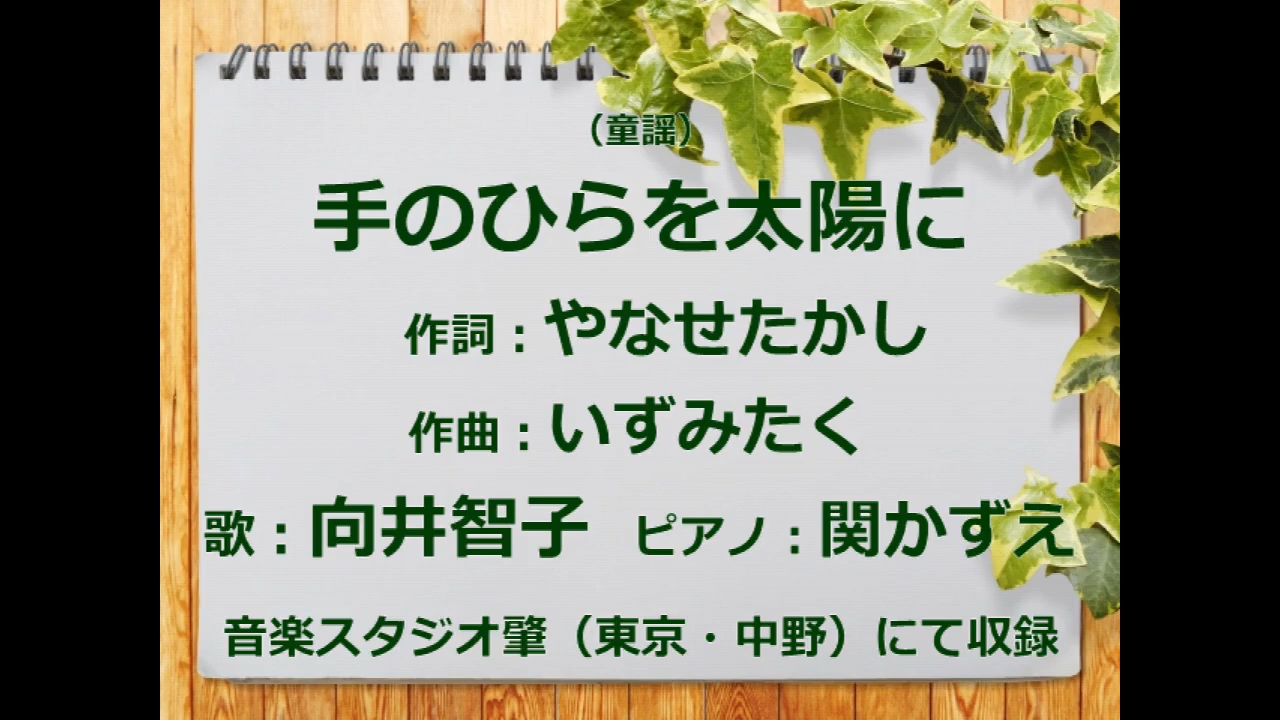 （童謡）
手のひらを太陽に
作詞：やなせたかし
作曲：いずみたく
歌：向井智子　ピアノ：関かずえ
音楽スタジオ肇（東京・中野）にて収録